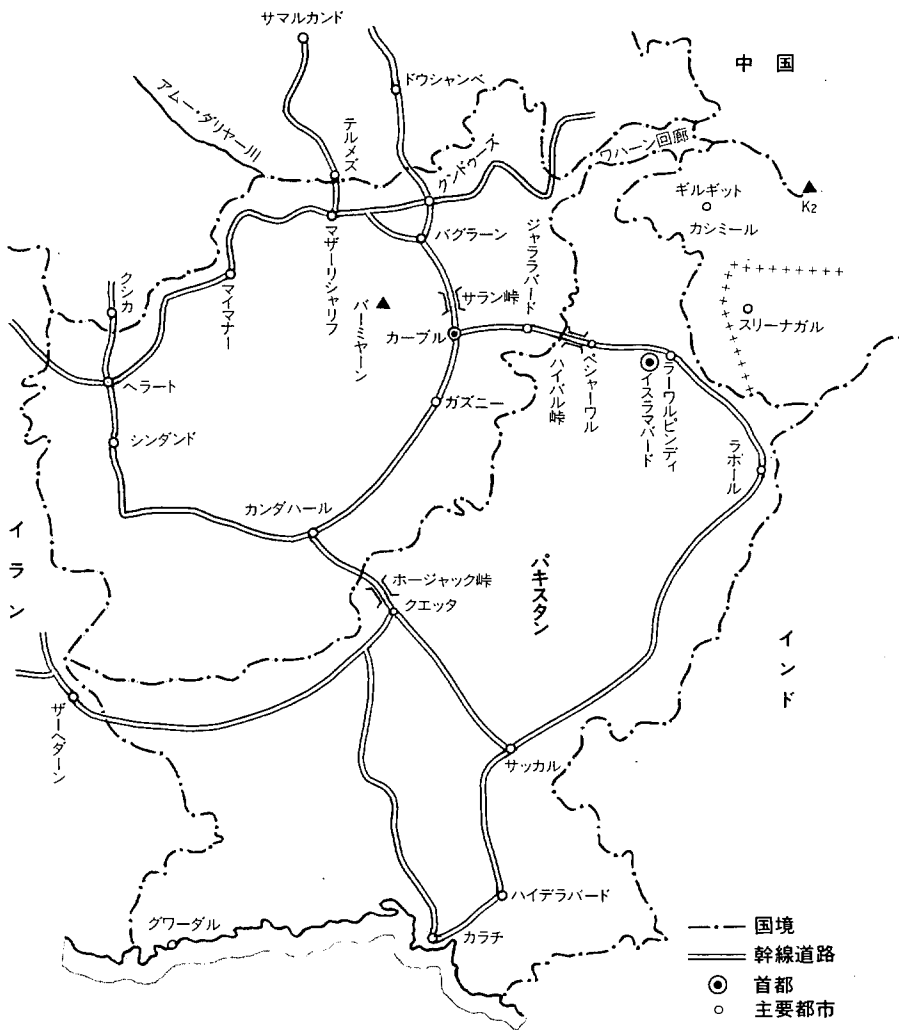 サマルカンド
中国
ドウシャンベ
アムー・ダリヤー川
テルメズ
クンドゥーズ
ワハーン回廊
K2
ギルギット
カシミール
バグラーン
マザーリシャリフ
マイマナー
クシカ
バーミヤーン
サラン峠
ジャララバード
スリーナガル
カーブル
ハイバル峠
ペシャーワル
イスラマバード
ラーワルピンディ
ヘラート
ガズニー
シンダンド
ラホール
カンダハール
イラン
ホージャック峠
クエッタ
パキスタン
インド
ザーヘダーン
サッカル
ハイデラバード
グワーダル
カラチ
国境
幹線道路
首都
主要都市